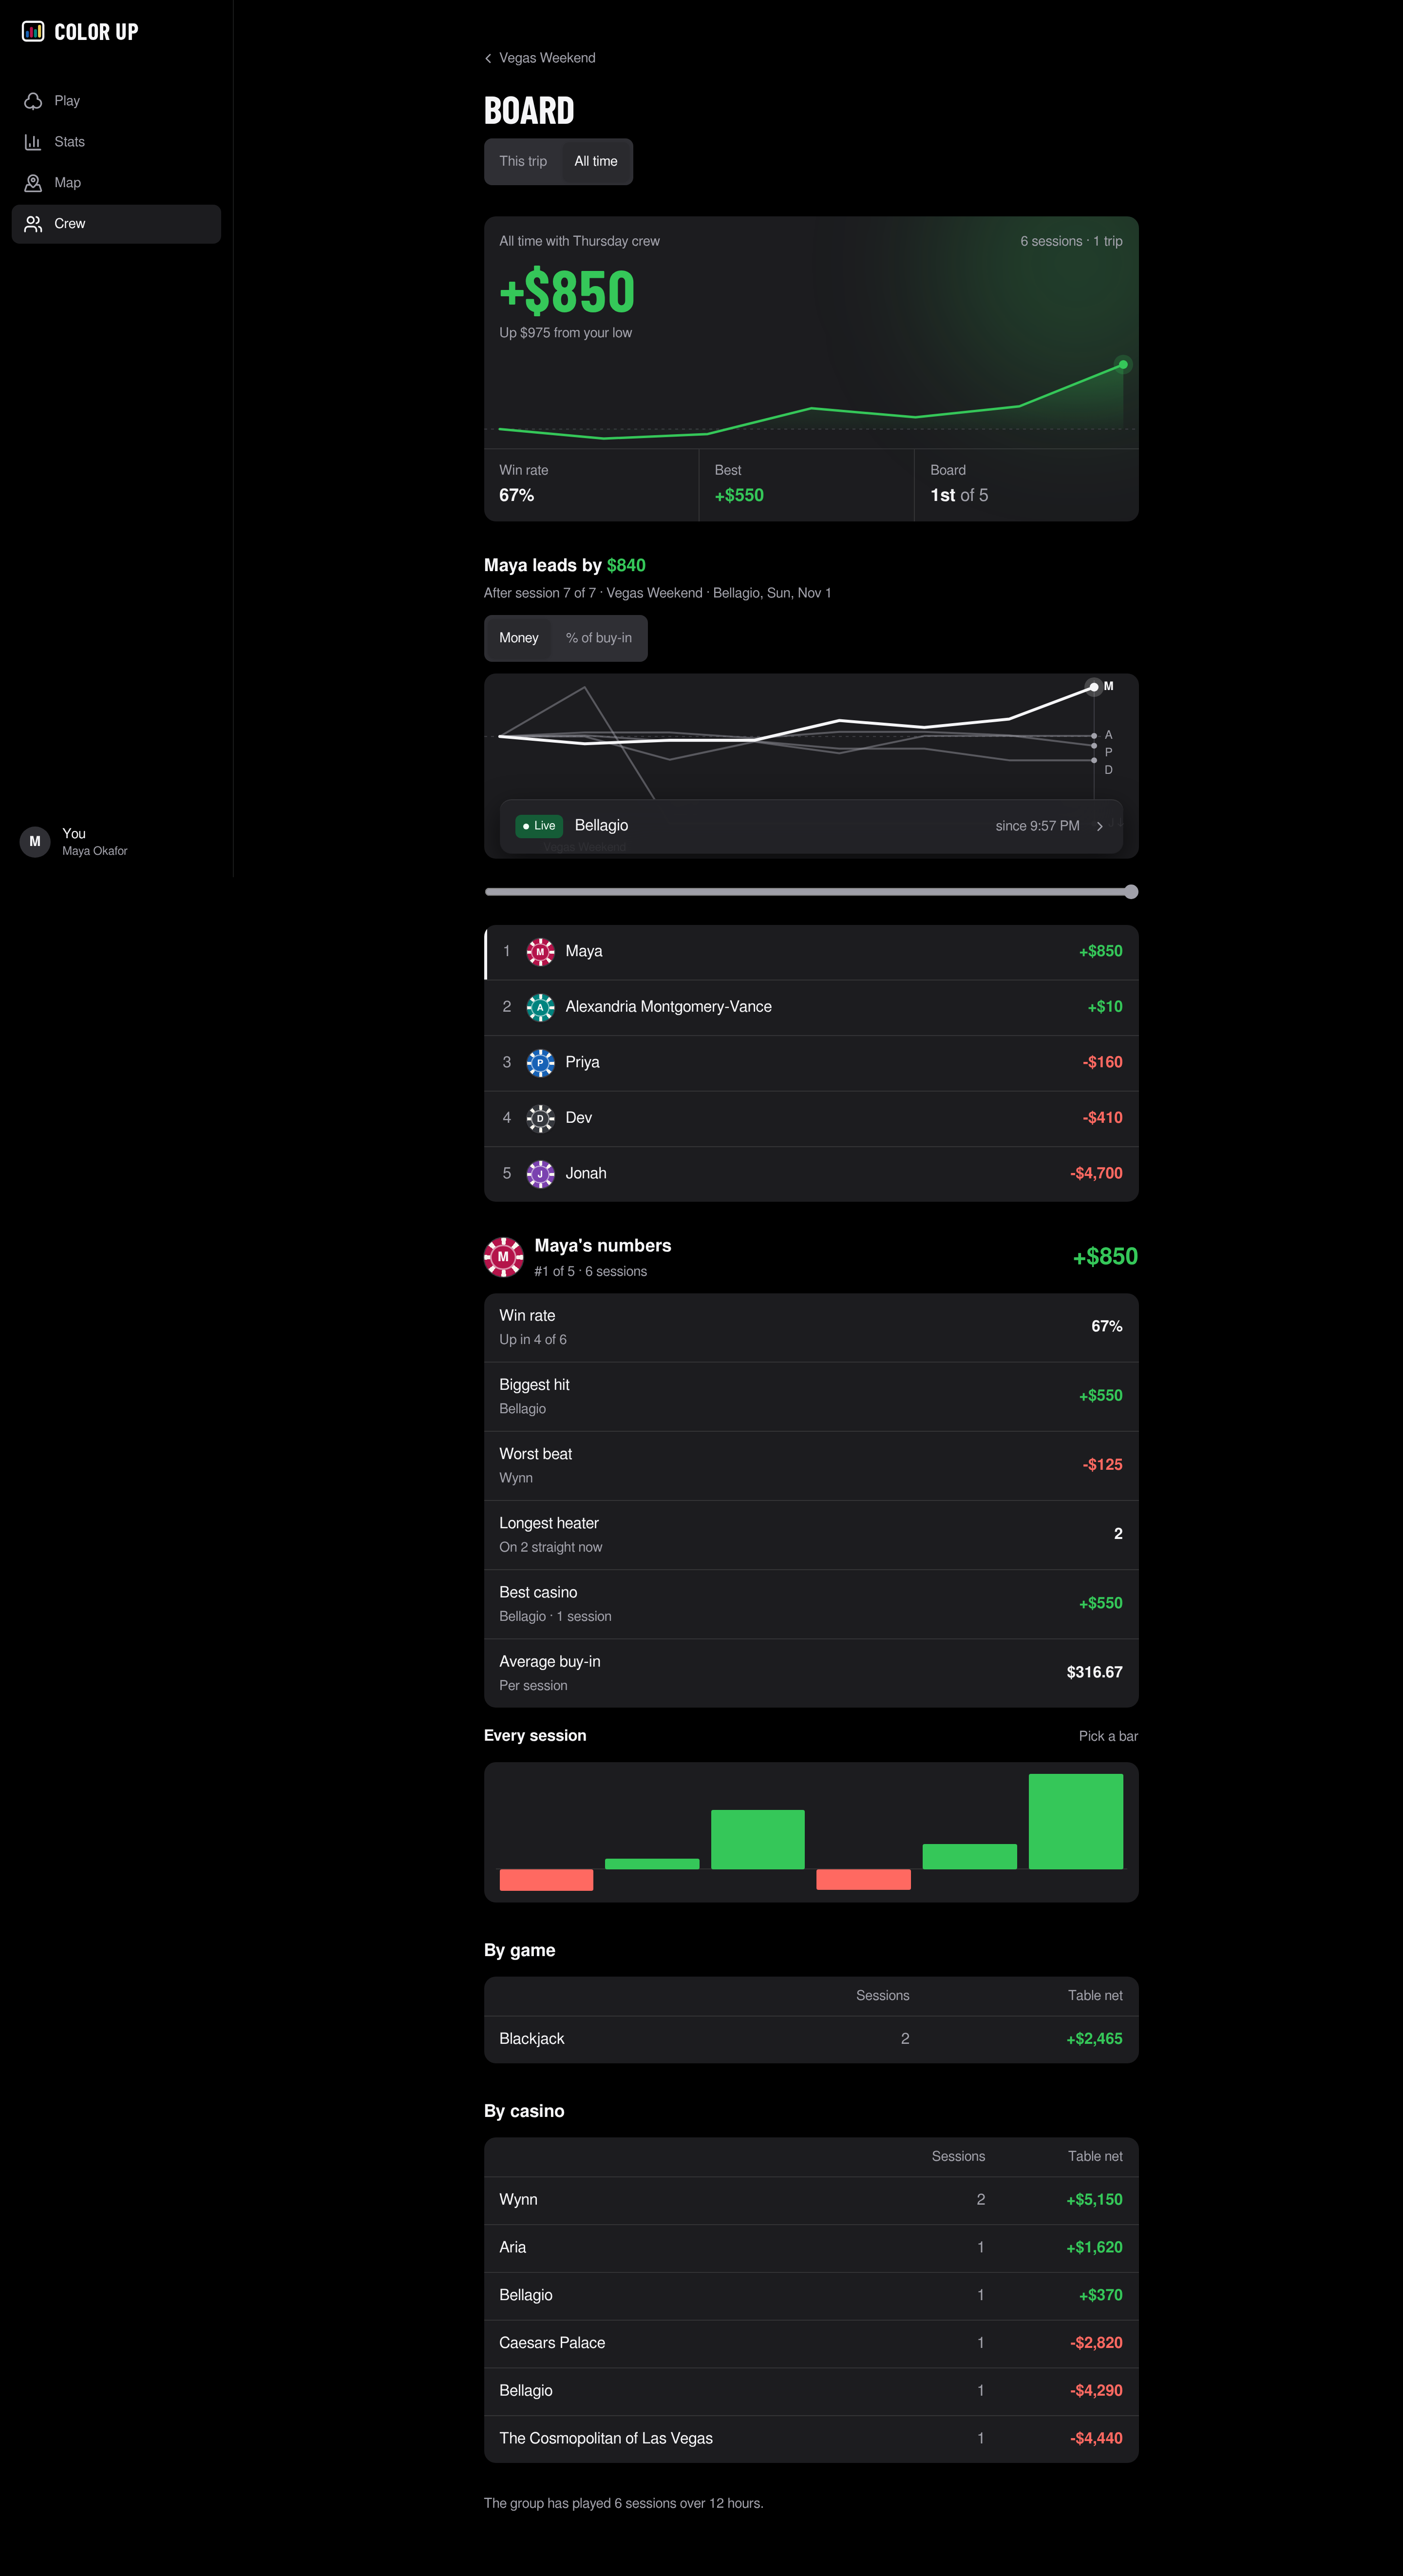 COLOR UP
Play
Stats
Map
Crew
M
You
Maya Okafor
Vegas Weekend
BOARD
This trip
All time
All time with Thursday crew
6 sessions · 1 trip
+$850
Up $975 from your low
Win rate
67%
Best
+$550
Board
1st of 5
Maya leads by $840
After session 7 of 7 · Vegas Weekend · Bellagio, Sun, Nov 1
Money
% of buy-in
M
A
P
D
Live
Bellagio
since 9:57 PM
Vegas Weekend
1 M Maya +$850
2 A Alexandria Montgomery-Vance +$10
3 P Priya -$160
4 D Dev -$410
5 J Jonah -$4,700
M
Maya's numbers
#1 of 5 · 6 sessions
+$850
Win rate
Up in 4 of 6
67%
Biggest hit
Bellagio
+$550
Worst beat
Wynn
-$125
Longest heater
On 2 straight now
2
Best casino
Bellagio · 1 session
+$550
Average buy-in
Per session
$316.67
Every session
Pick a bar
By game
Sessions Table net
Blackjack 2 +$2,465
By casino
Sessions Table net
Wynn 2 +$5,150
Aria 1 +$1,620
Bellagio 1 +$370
Caesars Palace 1 -$2,820
Bellagio 1 -$4,290
The Cosmopolitan of Las Vegas 1 -$4,440
The group has played 6 sessions over 12 hours.